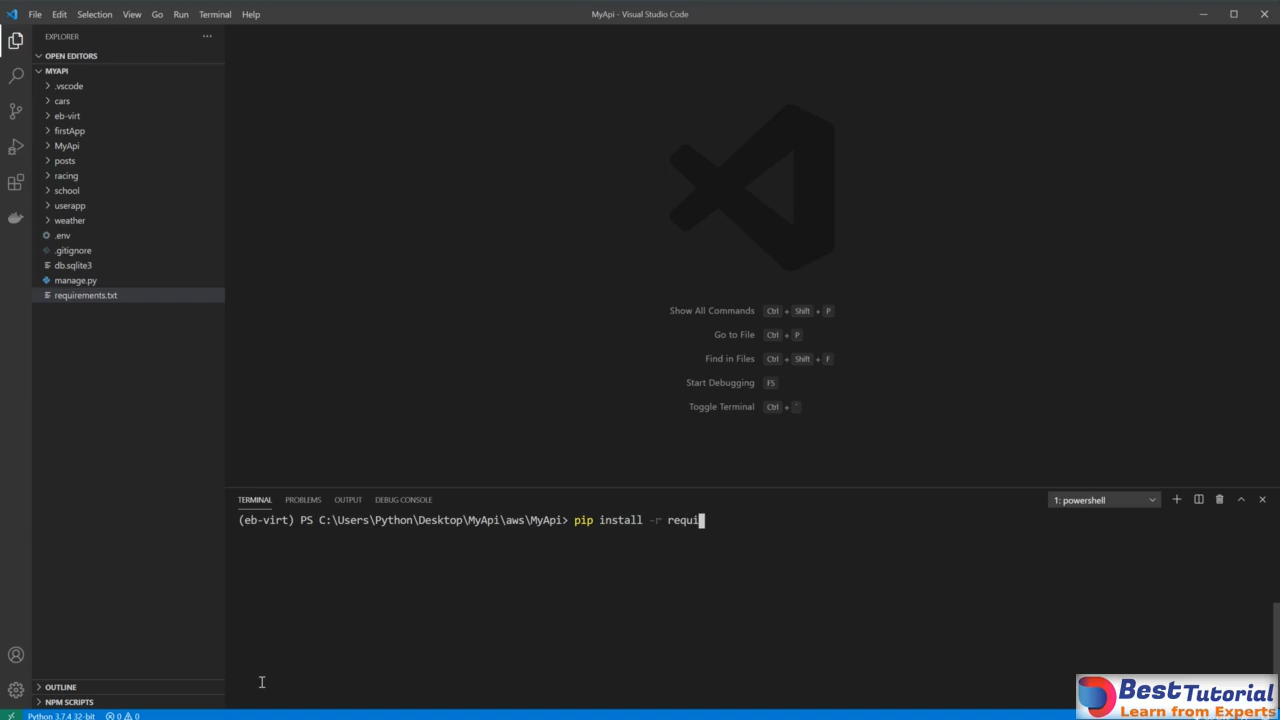 File Edit Selection View Go Run Terminal Help
MyApi - Visual Studio Code
EXPLORER
OPEN EDITORS
MYAPI
.vscode
cars
eb-virt
firstApp
MyApi
posts
racing
school
userapp
weather
.env
.gitignore
db.sqlite3
manage.py
requirements.txt
Show All Commands Ctrl + Shift + P
Go to File Ctrl + P
Find in Files Ctrl + Shift + F
Start Debugging F5
Toggle Terminal Ctrl + `
TERMINAL PROBLEMS OUTPUT DEBUG CONSOLE
1: powershell
(eb-virt) PS C:\Users\Python\Desktop\MyApi\aws\MyApi> pip install -r requi
OUTLINE
NPM SCRIPTS
Python 3.7.4 32-bit 0 0
BestTutorial
Learn from Experts